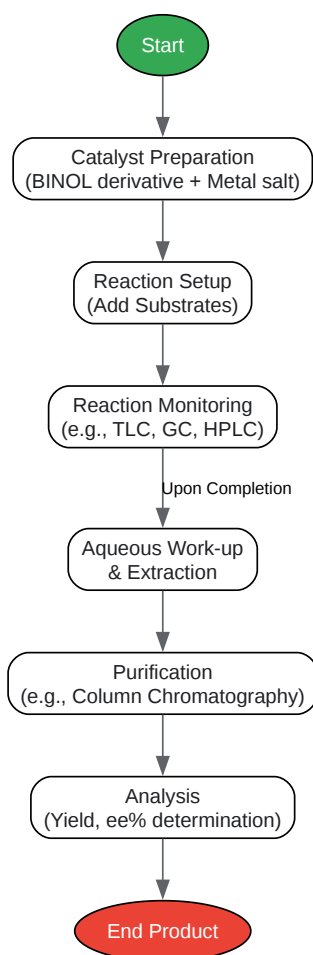 Start
Catalyst Preparation
(BINOL derivative + Metal salt)
Reaction Setup
(Add Substrates)
Reaction Monitoring
(e.g., TLC, GC, HPLC)
Upon Completion
Aqueous Work-up
& Extraction
Purification
(e.g., Column Chromatography)
Analysis
(Yield, ee% determination)
End Product